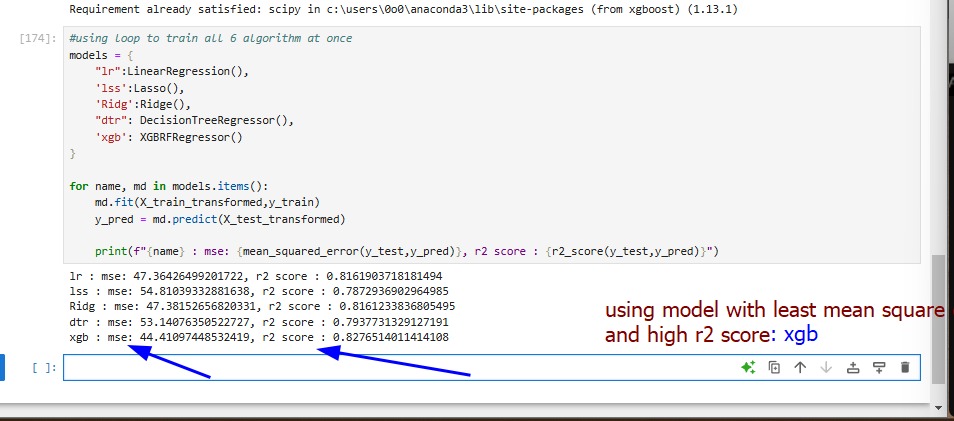 Requirement already satisfied: scipy in c:\users\0o0\anaconda3\lib\site-packages (from xgboost) (1.13.1)
[174]: #using loop to train all 6 algorithm at once
models = {
    "lr":LinearRegression(),
    'lss':Lasso(),
    'Ridg':Ridge(),
    "dtr": DecisionTreeRegressor(),
    'xgb': XGBRFRegressor()
}
for name, md in models.items():
    md.fit(X_train_transformed,y_train)
    y_pred = md.predict(X_test_transformed)
    print(f"{name} : mse: {mean_squared_error(y_test,y_pred)}, r2 score : {r2_score(y_test,y_pred)}")
lr : mse: 47.36426499201722, r2 score : 0.8161903718181494
lss : mse: 54.81039332881638, r2 score : 0.7872936902964985
Ridg : mse: 47.38152656820331, r2 score : 0.8161233836805495
dtr : mse: 53.14076350522727, r2 score : 0.7937731329127191
xgb : mse: 44.41097448532419, r2 score : 0.8276514011414108
using model with least mean square
and high r2 score: xgb
[ ]: